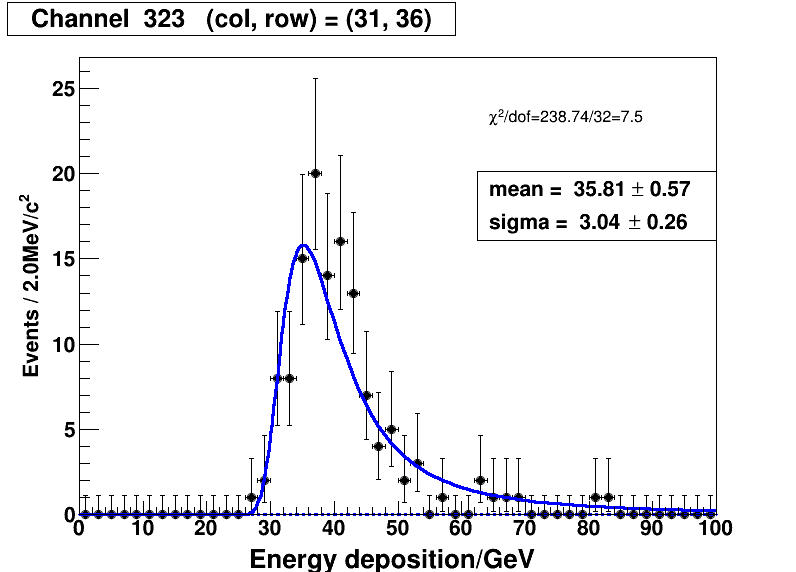 Channel 323 (col, row) = (31, 36)
χ²/dof=238.74/32=7.5
mean = 35.81 ± 0.57
sigma = 3.04 ± 0.26
Events / 2.0MeV/c²
25
20
15
10
5
0
0 10 20 30 40 50 60 70 80 90 100
Energy deposition/GeV